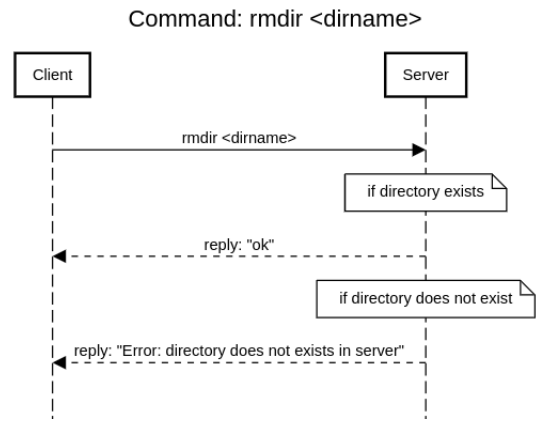 Command: rmdir <dirname>
Client
Server
rmdir <dirname>
if directory exists
reply: "ok"
if directory does not exist
reply: "Error: directory does not exists in server"